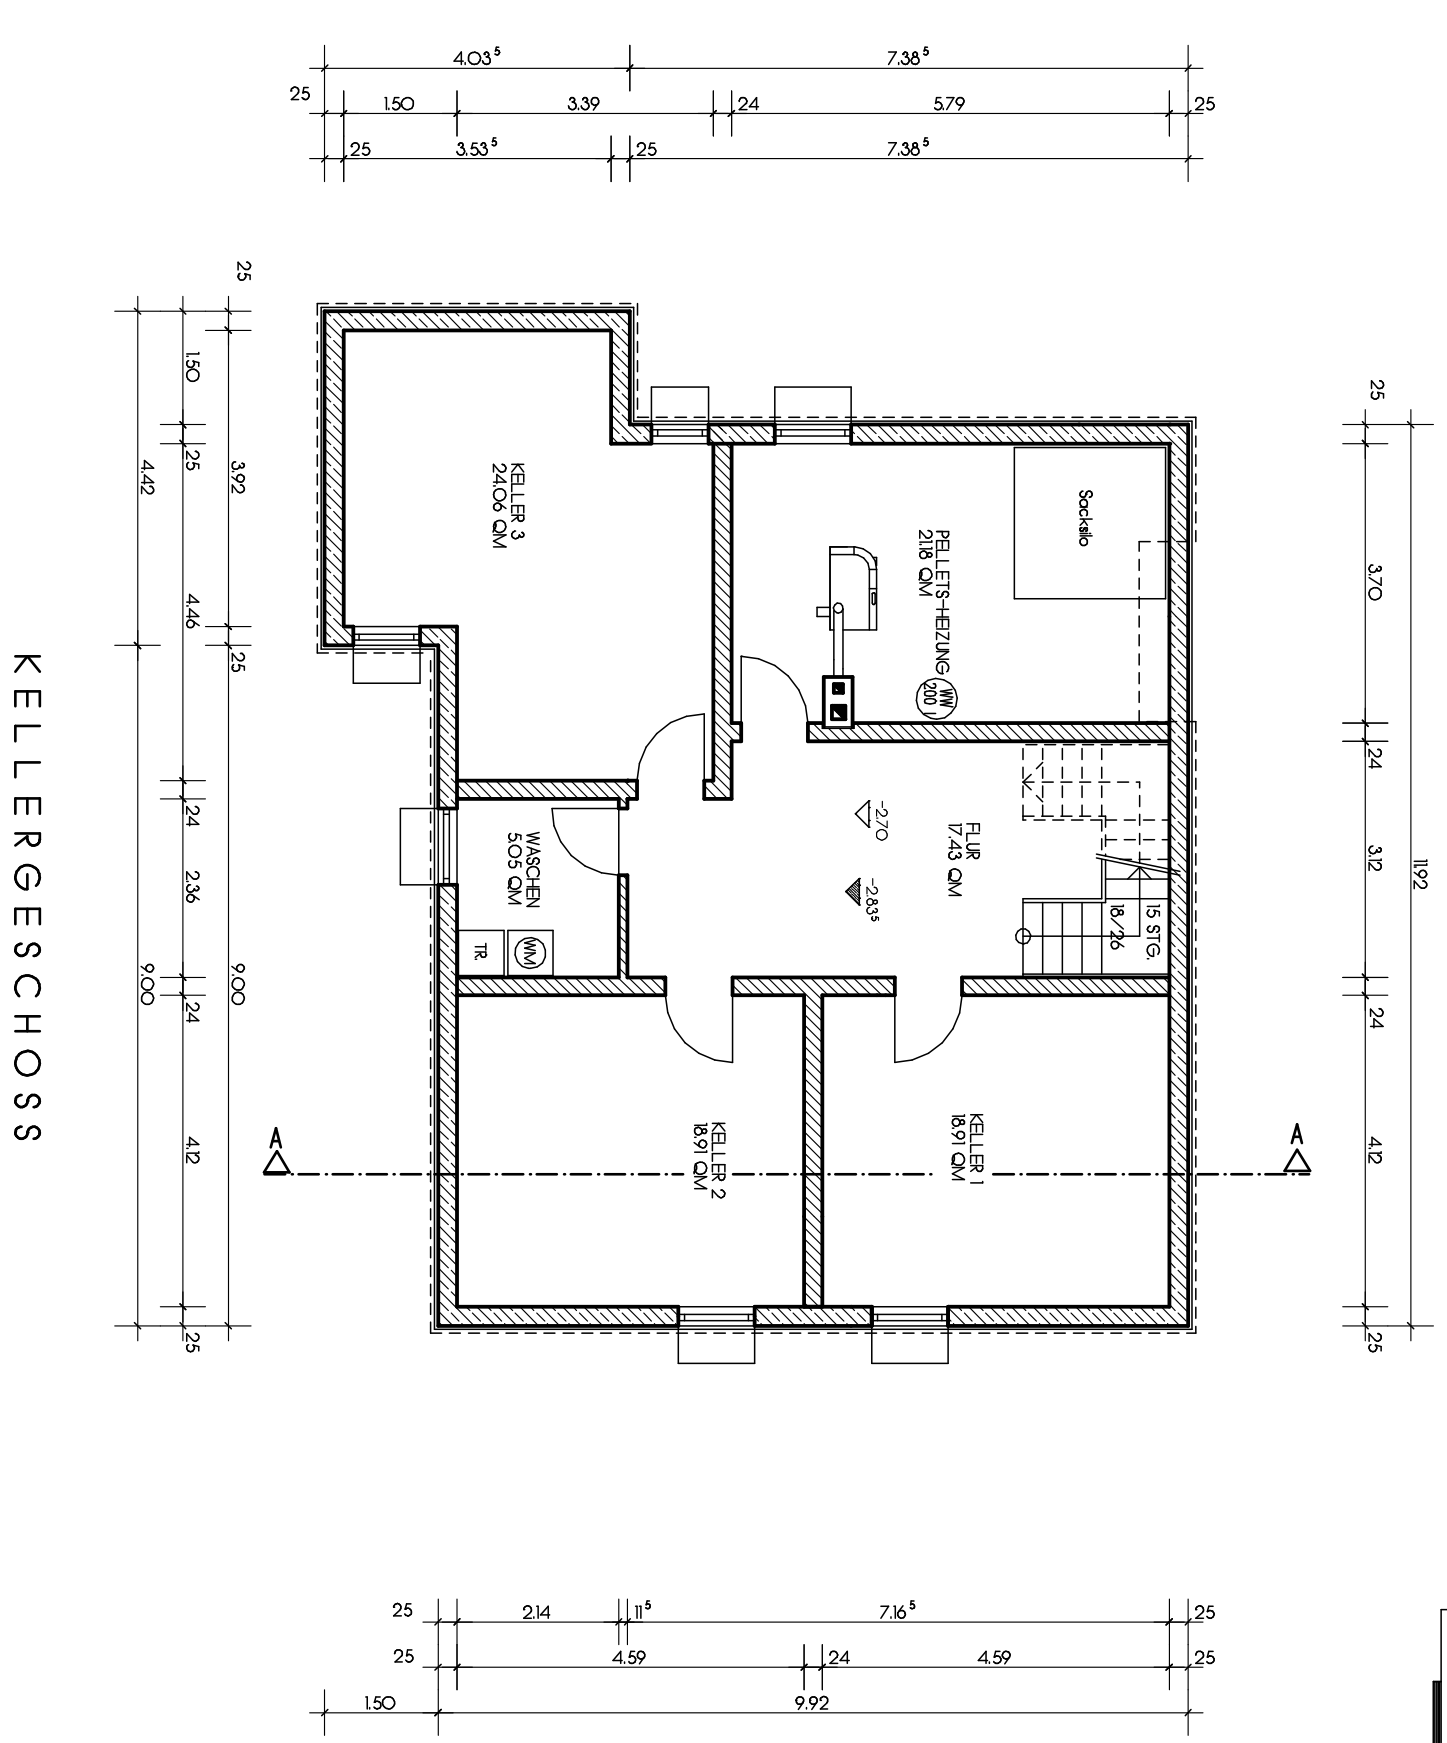 4.03⁵
7.38⁵
25
1.50
3.39
24
5.79
25
25
3.53⁵
25
7.38⁵
25
3.92
25
9.00
1.50
25
4.46
24
2.36
24
4.12
25
4.42
9.00
25
3.70
24
3.12
24
4.12
25
11.92
KELLERGESCHOSS
KELLER 3
24.06 QM
PELLETS-HEIZUNG
21.18 QM
Sacksilo
WW
200 l
FLUR
17.43 QM
-2.70
-2.83⁵
15 STG.
18/26
WASCHEN
5.05 QM
TR.
WM
KELLER 2
18.91 QM
KELLER 1
18.91 QM
A
A
25
2.14
11⁵
7.16⁵
25
25
4.59
24
4.59
25
1.50
9.92